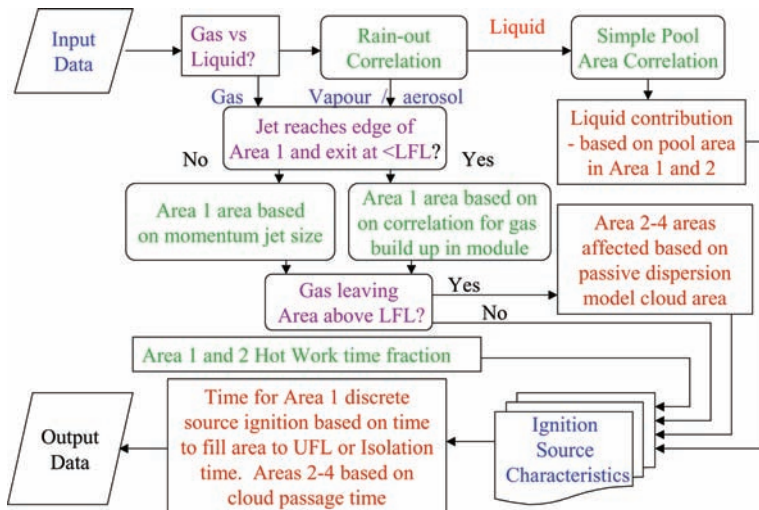 Input
Data
Gas vs
Liquid?
Rain-out
Correlation
Liquid
Simple Pool
Area Correlation
Gas
Vapour / aerosol
Jet reaches edge of
Area 1 and exit at <LFL?
Liquid contribution
- based on pool area
in Area 1 and 2
No
Yes
Area 1 area based
on momentum jet size
Area 1 area based on
on correlation for gas
build up in module
Area 2-4 areas
affected based on
passive dispersion
model cloud area
Gas leaving
Area above LFL?
Yes
No
Area 1 and 2 Hot Work time fraction
Output
Data
Time for Area 1 discrete
source ignition based on time
to fill area to UFL or Isolation
time. Areas 2-4 based on
cloud passage time
Ignition
Source
Characteristics